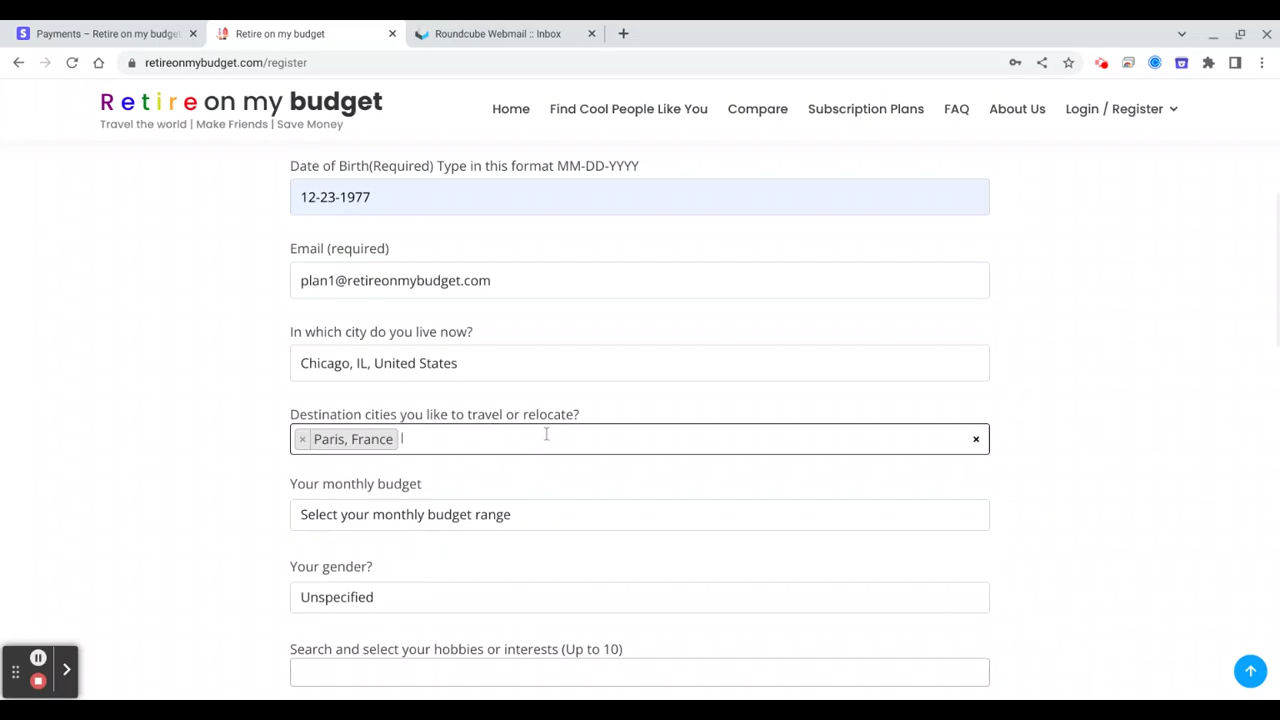 Payments – Retire on my budget
Retire on my budget
Roundcube Webmail :: Inbox
retireonmybudget.com/register
Retire on my budget
Travel the world | Make Friends | Save Money
Home
Find Cool People Like You
Compare
Subscription Plans
FAQ
About Us
Login / Register
Date of Birth(Required) Type in this format MM-DD-YYYY
12-23-1977
Email (required)
plan1@retireonmybudget.com
In which city do you live now?
Chicago, IL, United States
Destination cities you like to travel or relocate?
× Paris, France
Your monthly budget
Select your monthly budget range
Your gender?
Unspecified
Search and select your hobbies or interests (Up to 10)